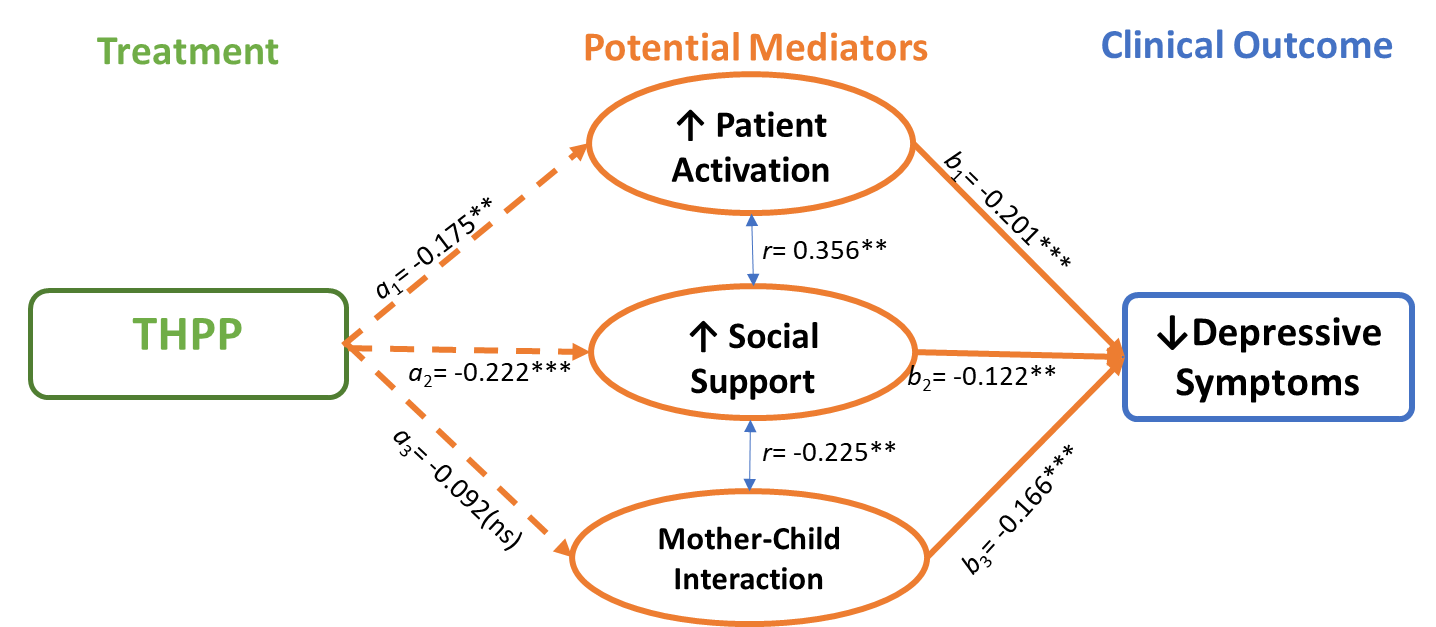 Treatment
Potential Mediators
Clinical Outcome
↑ Patient
Activation
a₁= -0.175**
b₁= -0.201***
r= 0.356**
THPP
↑ Social
Support
a₂= -0.222***
b₂= -0.122**
↓Depressive
Symptoms
r= -0.225**
a₃= -0.092(ns)
b₃= -0.166***
Mother-Child
Interaction